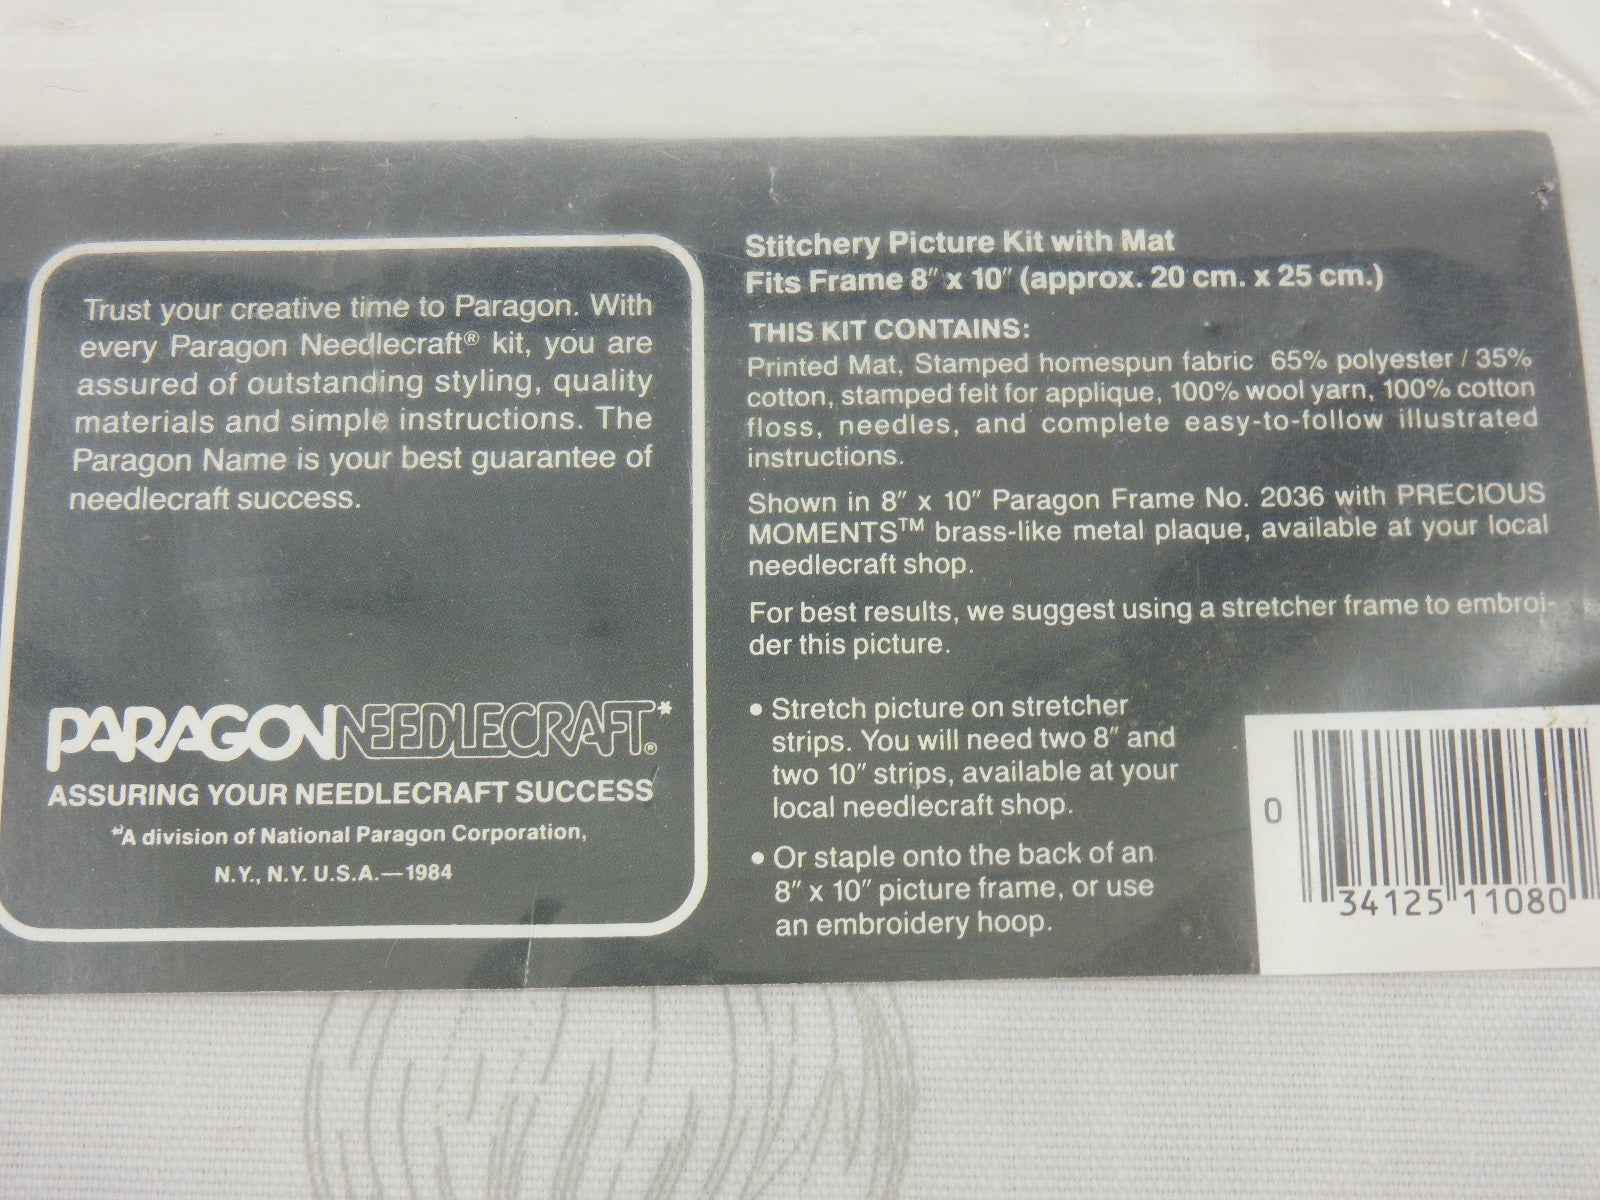 Trust your creative time to Paragon. With
every Paragon Needlecraft® kit, you are
assured of outstanding styling, quality
materials and simple instructions. The
Paragon Name is your best guarantee of
needlecraft success.
PARAGON NEEDLECRAFT®*
ASSURING YOUR NEEDLECRAFT SUCCESS
*A division of National Paragon Corporation,
N.Y., N.Y. U.S.A.—1984
Stitchery Picture Kit with Mat
Fits Frame 8″ x 10″ (approx. 20 cm. x 25 cm.)
THIS KIT CONTAINS:
Printed Mat, Stamped homespun fabric 65% polyester / 35%
cotton, stamped felt for applique, 100% wool yarn, 100% cotton
floss, needles, and complete easy-to-follow illustrated
instructions.
Shown in 8″ x 10″ Paragon Frame No. 2036 with PRECIOUS
MOMENTS™ brass-like metal plaque, available at your local
needlecraft shop.
For best results, we suggest using a stretcher frame to embroi-
der this picture.
• Stretch picture on stretcher
strips. You will need two 8″ and
two 10″ strips, available at your
local needlecraft shop.
• Or staple onto the back of an
8″ x 10″ picture frame, or use
an embroidery hoop.
0 34125 11080